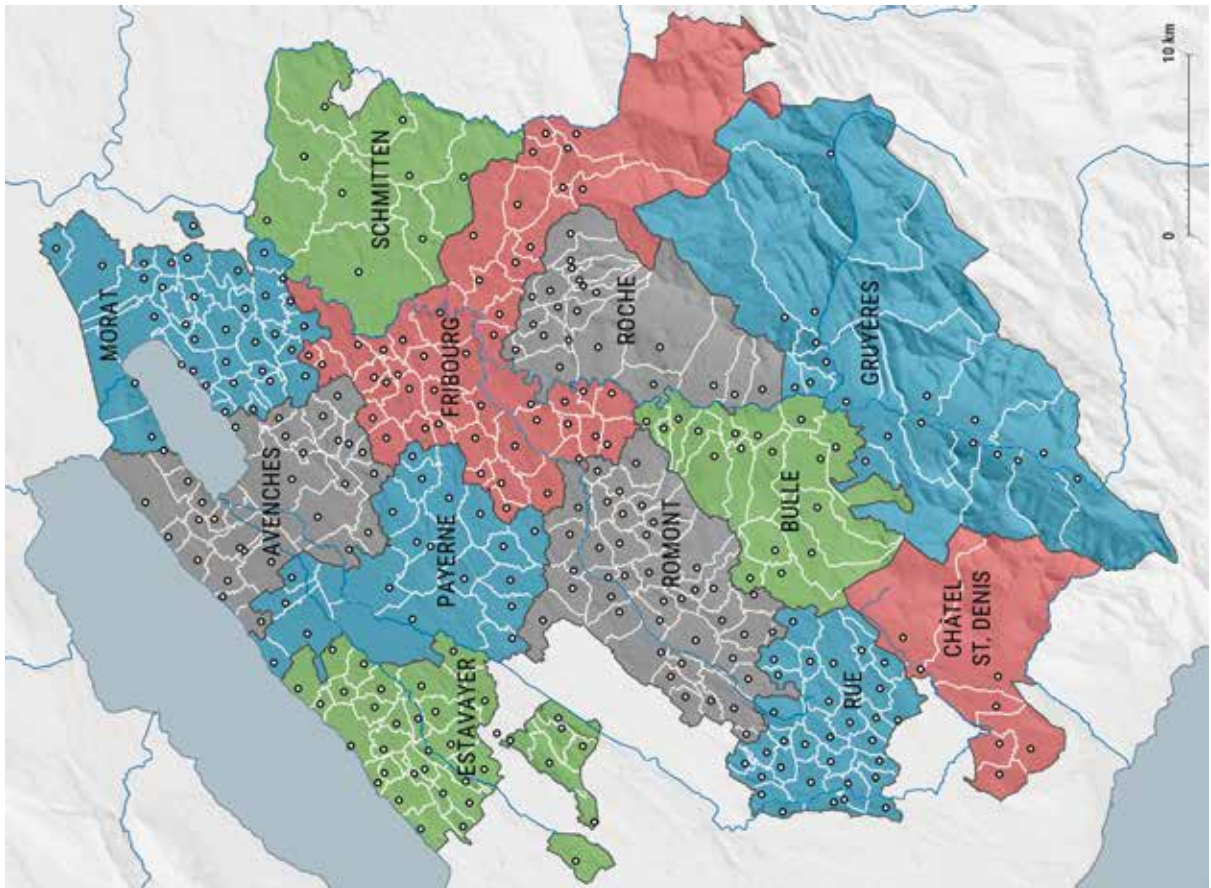 MORAT
AVENCHES
SCHMITTEN
PAYERNE
FRIBOURG
ESTAVAYER
ROCHE
ROMONT
BULLE
RUE
GRUYÈRES
CHÂTEL
ST. DENIS
0 10 km